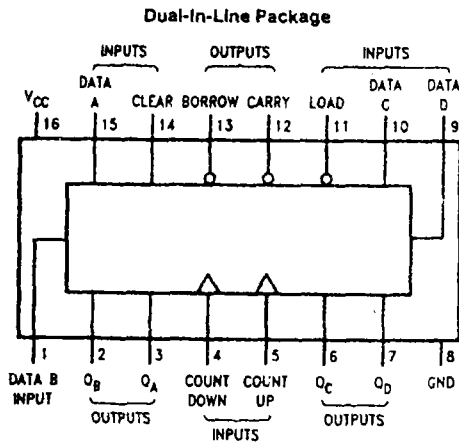 Dual-In-Line Package
INPUTS OUTPUTS INPUTS
DATA A CLEAR BORROW CARRY LOAD DATA C DATA D
VCC
16 15 14 13 12 11 10 9
1 2 3 4 5 6 7 8
DATA B INPUT QB QA COUNT DOWN COUNT UP QC QD GND
OUTPUTS INPUTS OUTPUTS